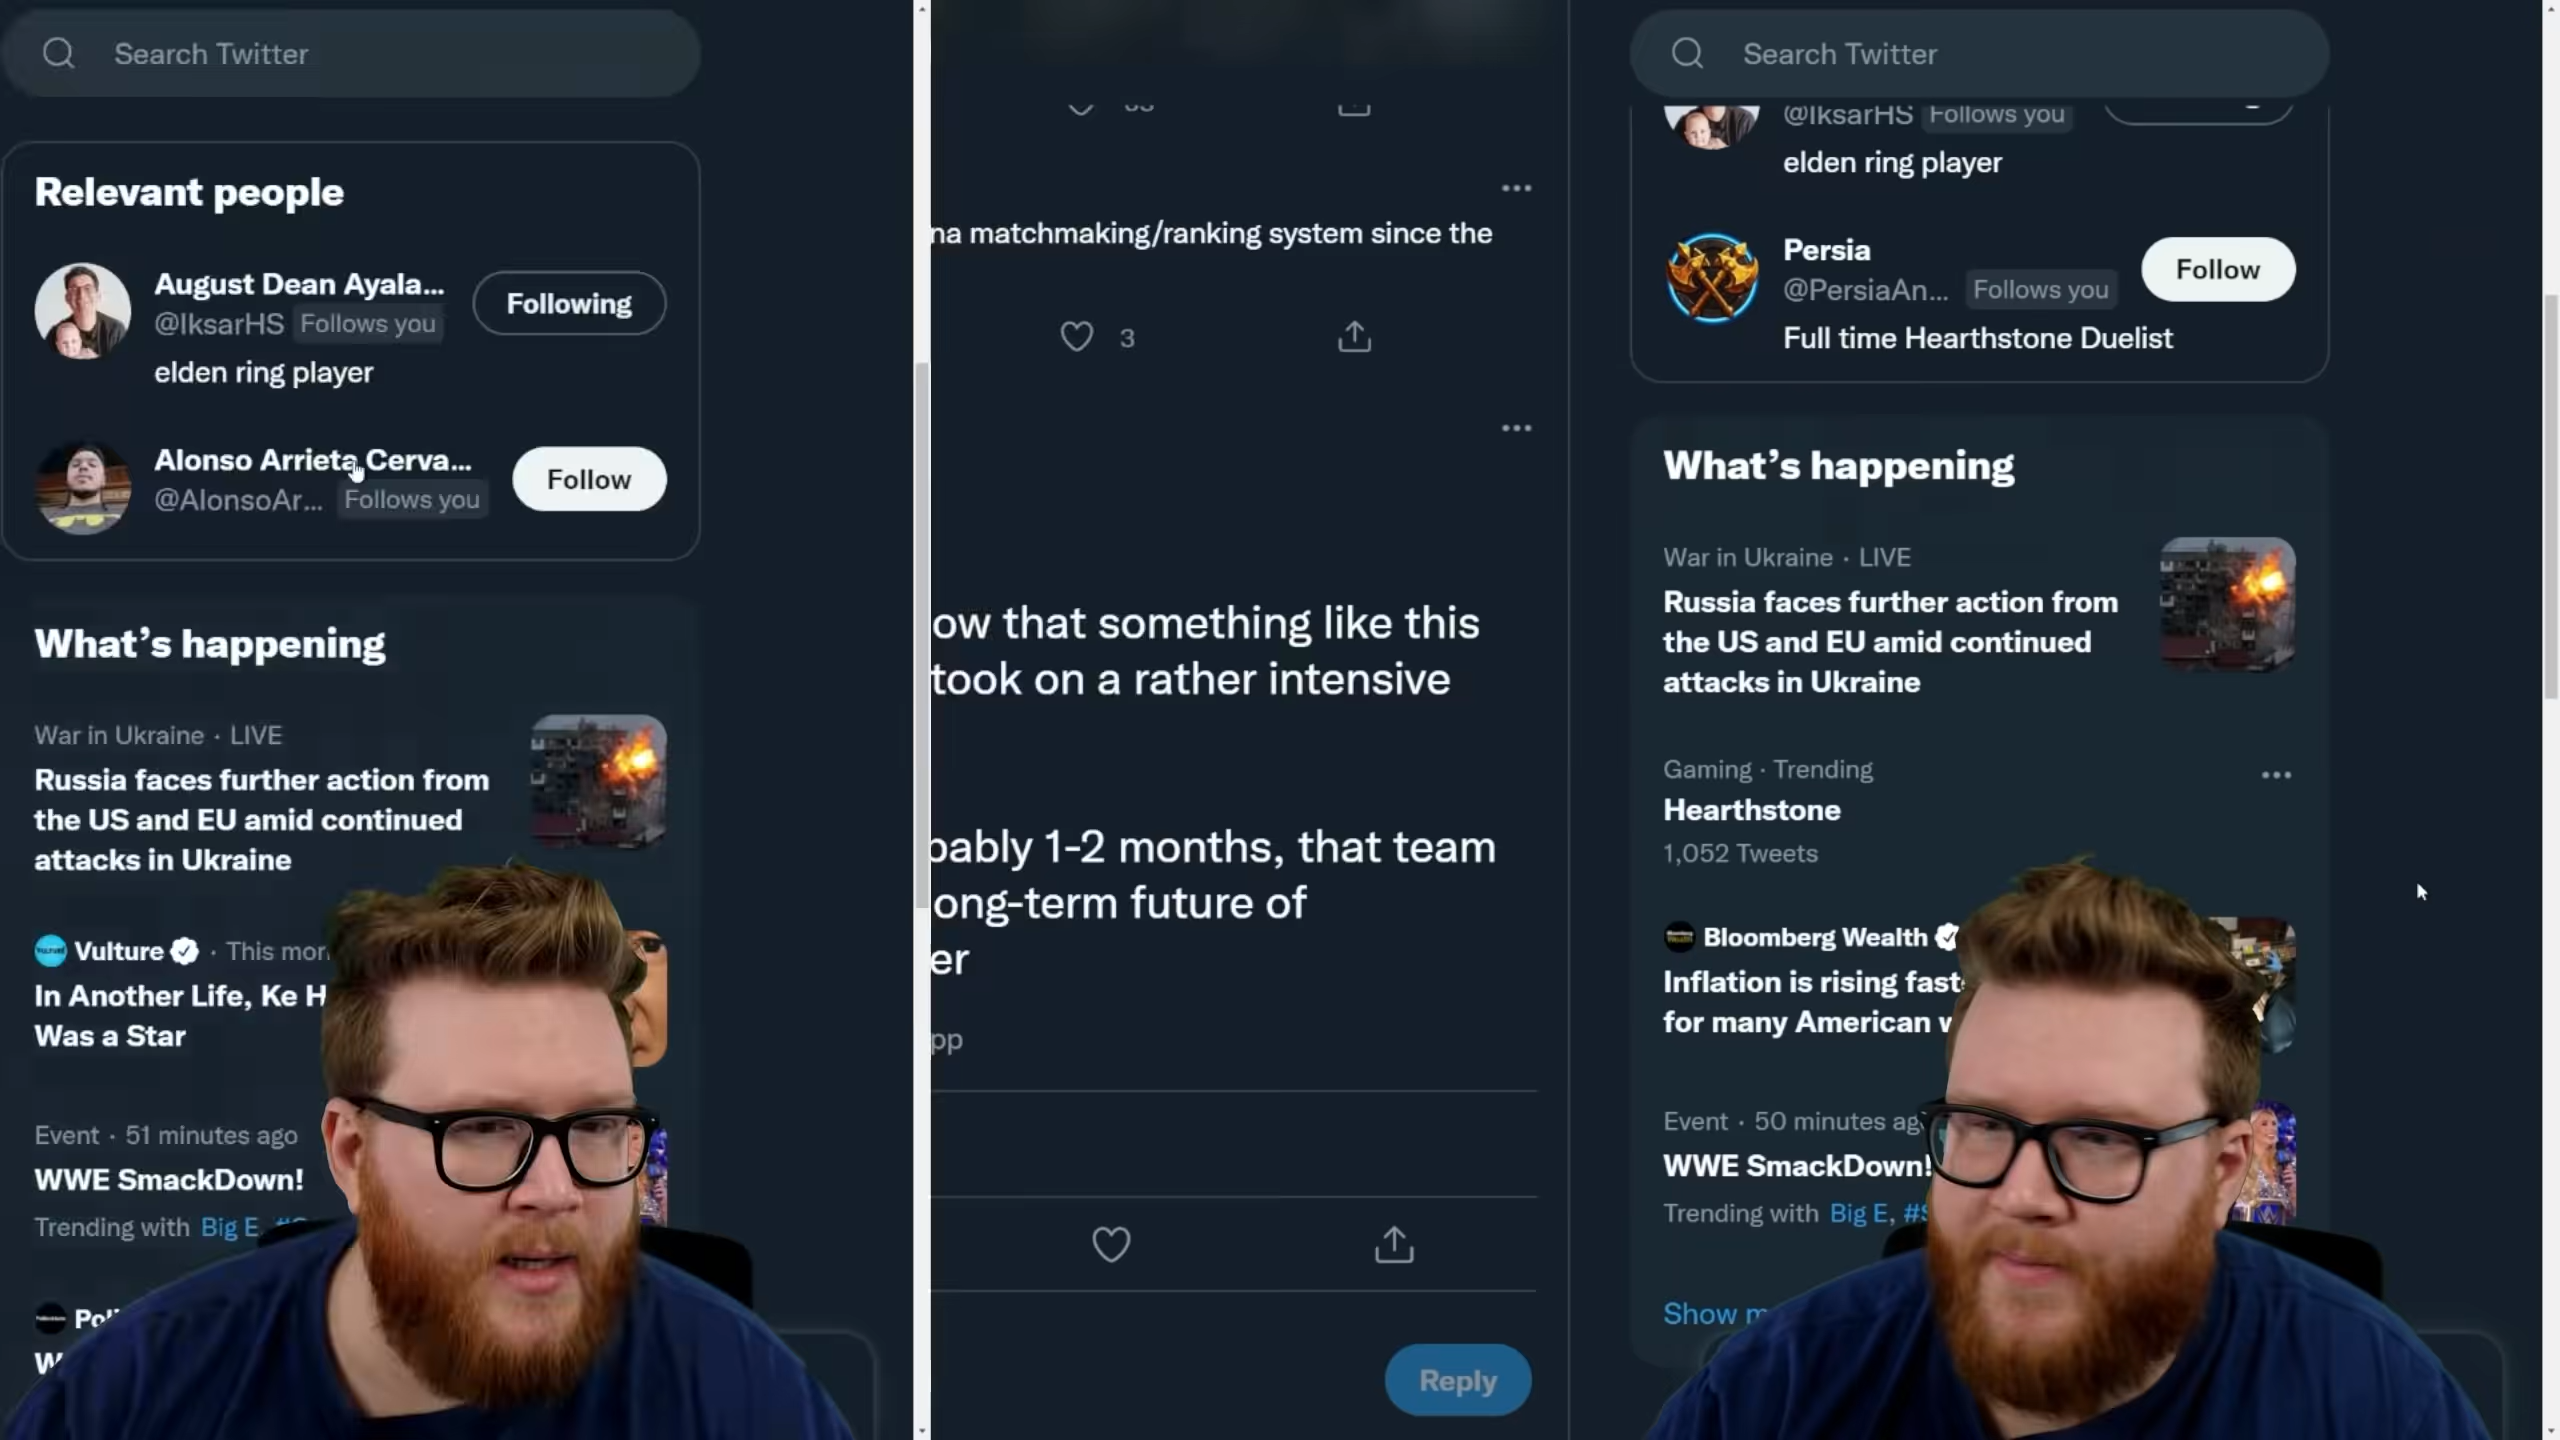 Search Twitter
Relevant people
August Dean Ayala...
@IksarHS Follows you
Following
elden ring player
Alonso Arrieta Cerva...
@AlonsoAr... Follows you
Follow
What's happening
War in Ukraine · LIVE
Russia faces further action from
the US and EU amid continued
attacks in Ukraine
Vulture · This mor
In Another Life, Ke H
Was a Star
Event · 51 minutes ago
WWE SmackDown!
Trending with Big E,
na matchmaking/ranking system since the
3
ow that something like this
took on a rather intensive
bably 1-2 months, that team
ong-term future of
er
pp
Reply
Search Twitter
@IksarHS Follows you
elden ring player
Persia
@PersiaAn... Follows you
Follow
Full time Hearthstone Duelist
What's happening
War in Ukraine · LIVE
Russia faces further action from
the US and EU amid continued
attacks in Ukraine
Gaming · Trending
Hearthstone
1,052 Tweets
Bloomberg Wealth
Inflation is rising fast
for many American w
Event · 50 minutes ag
WWE SmackDown!
Trending with Big E, #S
Show m